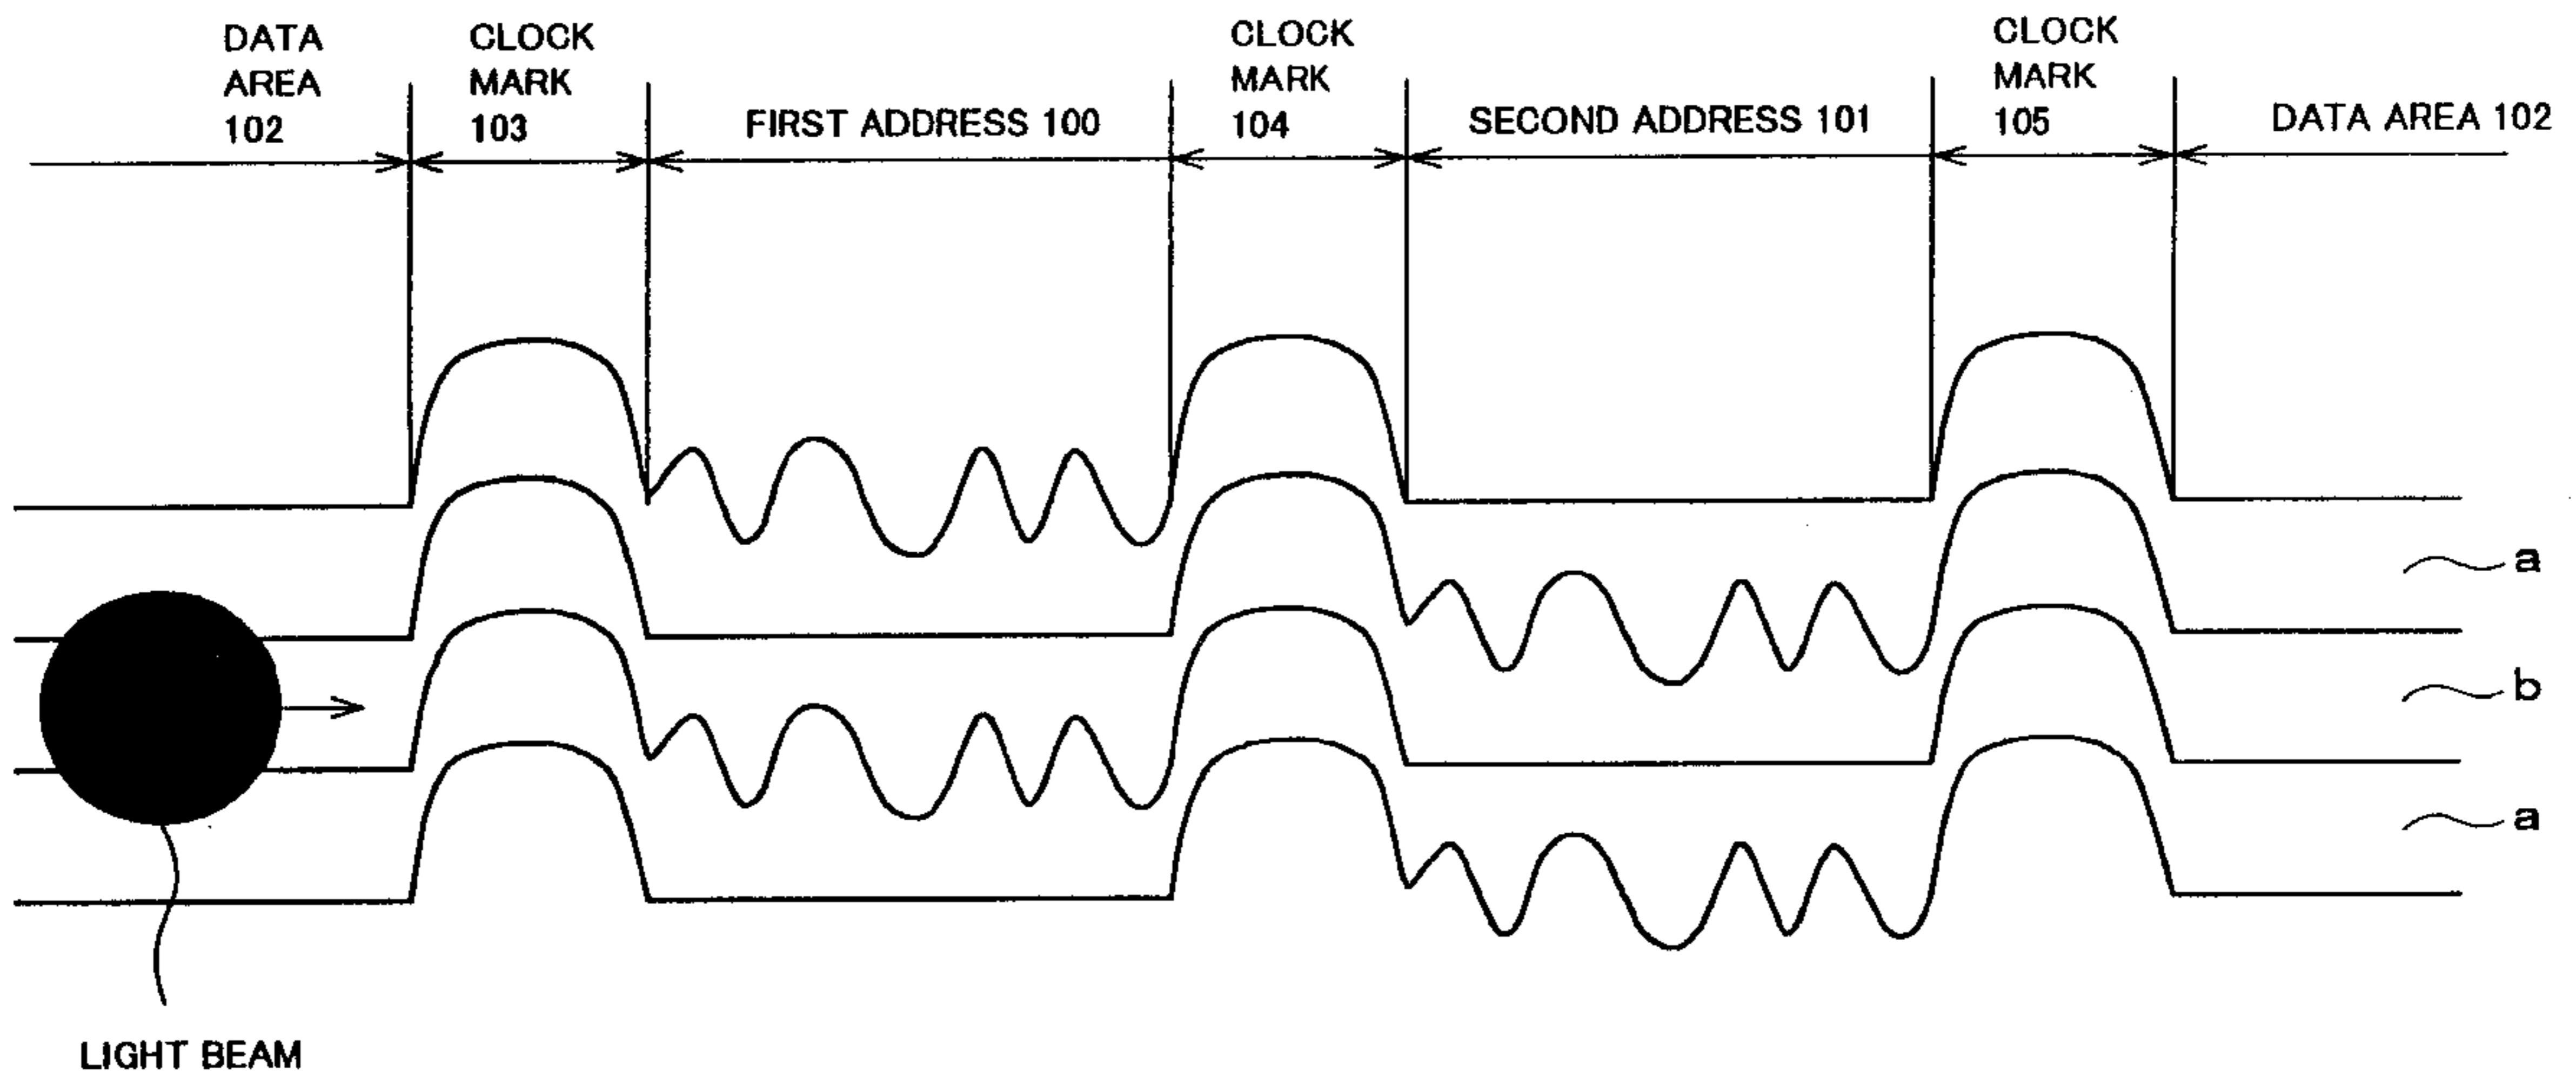 DATA
AREA
102
CLOCK
MARK
103
FIRST ADDRESS 100
CLOCK
MARK
104
SECOND ADDRESS 101
CLOCK
MARK
105
DATA AREA 102
a
b
a
LIGHT BEAM